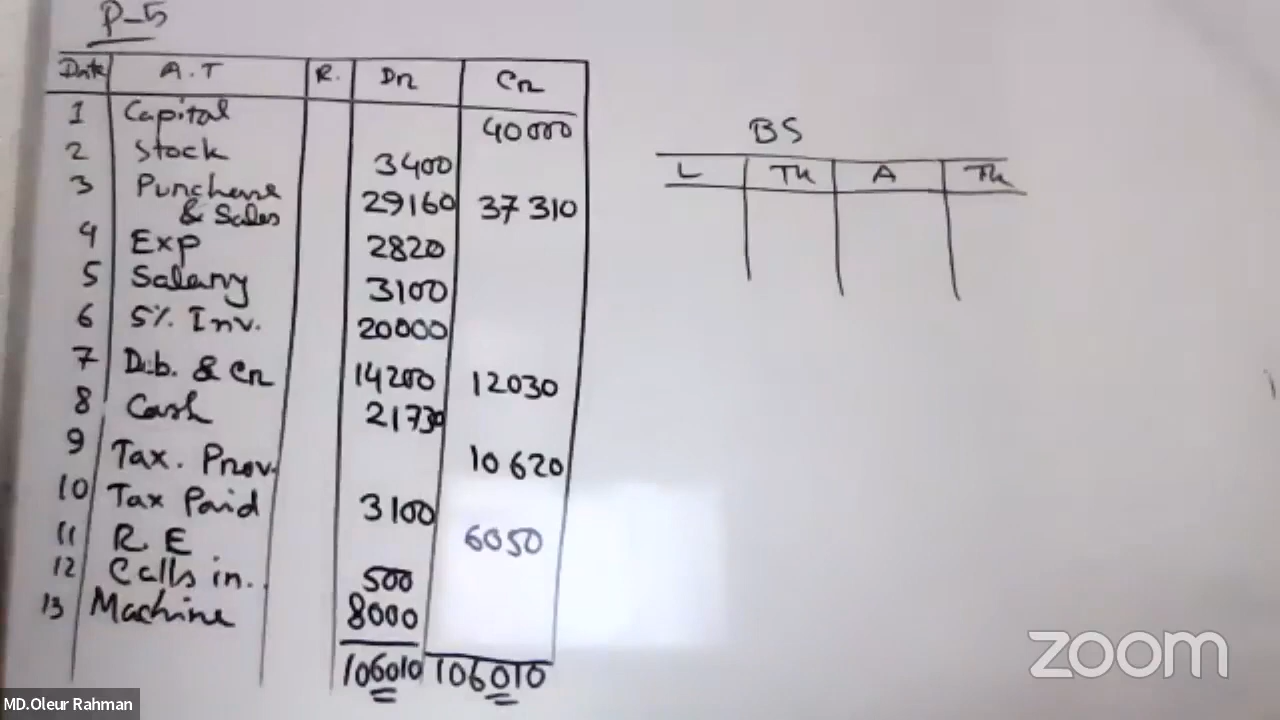 P-5
Date A.T R. Dr Cr
1 Capital 40000
2 Stock 3400
3 Purchase 29160 37310
& Sales
4 Exp 2820
5 Salary 3100
6 5% Inv. 20000
7 Deb. & Cr 14200 12030
8 Cash 21730
9 Tax. Prov. 10620
10 Tax Paid 3100
11 R E 6050
12 Calls in.. 500
13 Machine 8000
106010 106010
BS
L Tk A Tk
zoom
MD.Oleur Rahman